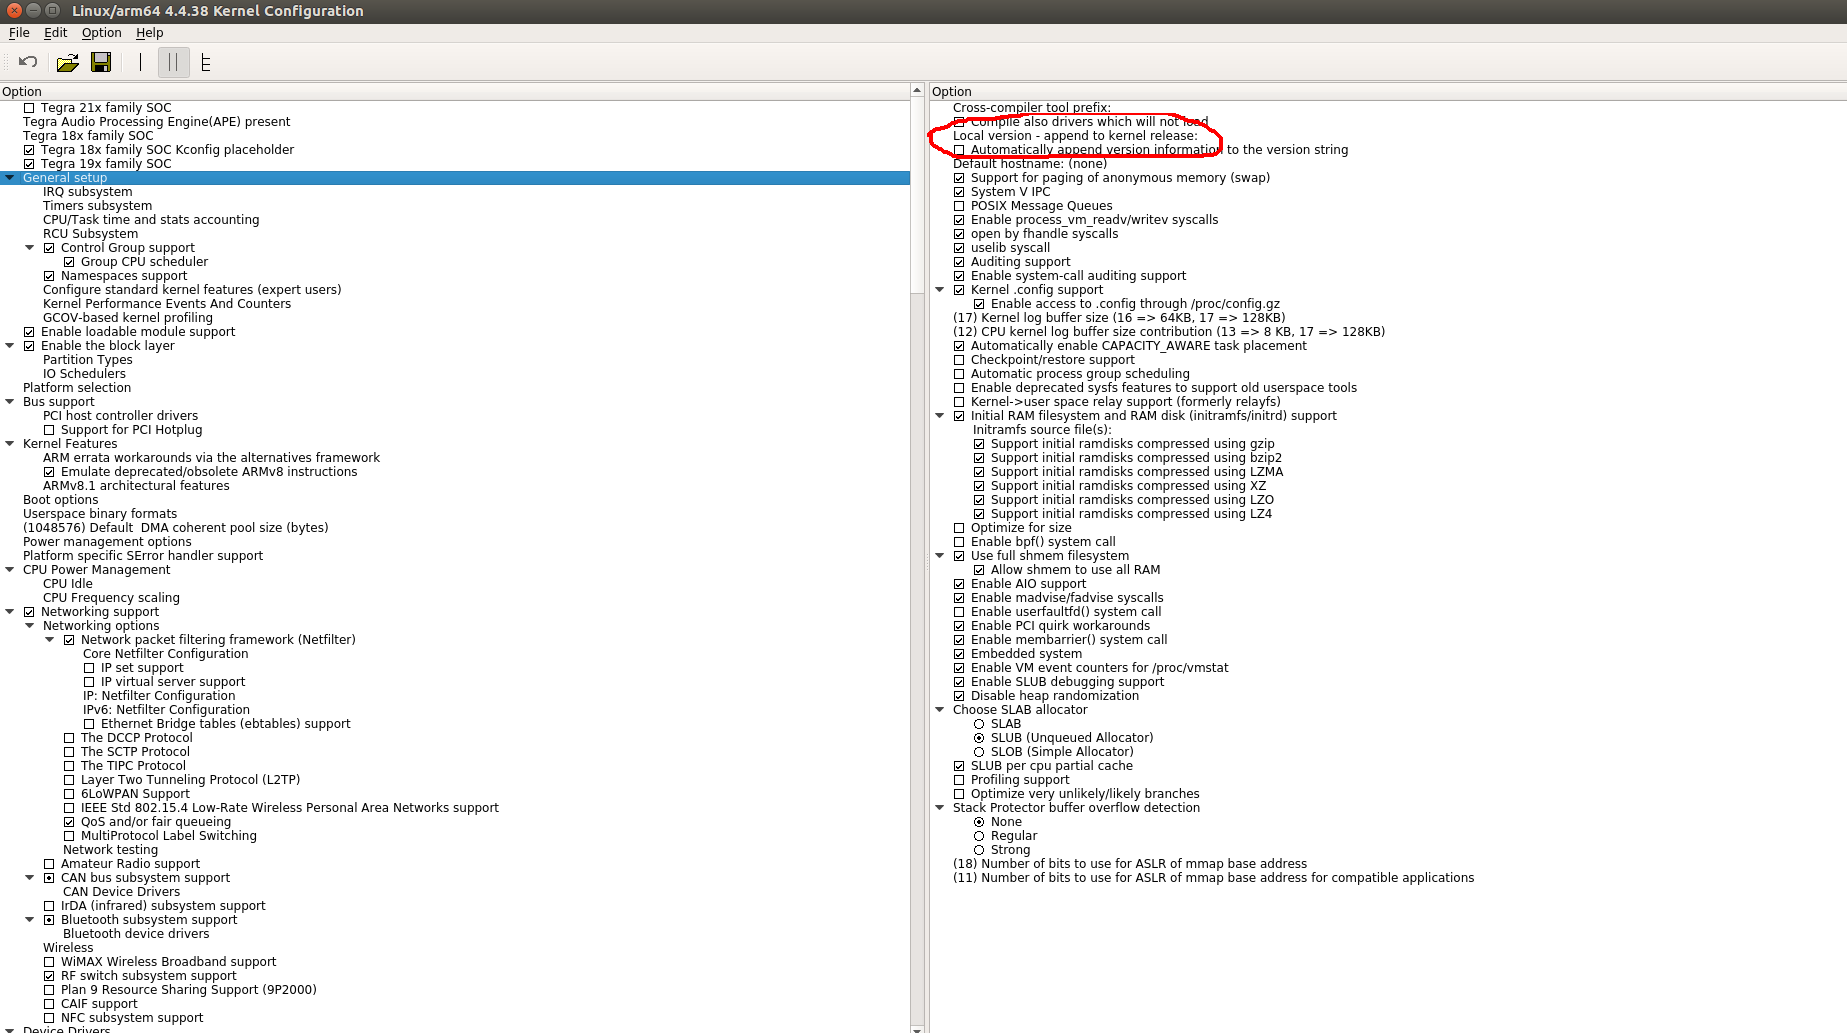 Linux/arm64 4.4.38 Kernel Configuration
File Edit Option Help
Option
Tegra 21x family SOC
Tegra Audio Processing Engine(APE) present
Tegra 18x family SOC
Tegra 18x family SOC Kconfig placeholder
Tegra 19x family SOC
General setup
IRQ subsystem
Timers subsystem
CPU/Task time and stats accounting
RCU Subsystem
Control Group support
Group CPU scheduler
Namespaces support
Configure standard kernel features (expert users)
Kernel Performance Events And Counters
GCOV-based kernel profiling
Enable loadable module support
Enable the block layer
Partition Types
IO Schedulers
Platform selection
Bus support
PCI host controller drivers
Support for PCI Hotplug
Kernel Features
ARM errata workarounds via the alternatives framework
Emulate deprecated/obsolete ARMv8 instructions
ARMv8.1 architectural features
Boot options
Userspace binary formats
(1048576) Default  DMA coherent pool size (bytes)
Power management options
Platform specific SError handler support
CPU Power Management
CPU Idle
CPU Frequency scaling
Networking support
Networking options
Network packet filtering framework (Netfilter)
Core Netfilter Configuration
IP set support
IP virtual server support
IP: Netfilter Configuration
IPv6: Netfilter Configuration
Ethernet Bridge tables (ebtables) support
The DCCP Protocol
The SCTP Protocol
The TIPC Protocol
Layer Two Tunneling Protocol (L2TP)
6LoWPAN Support
IEEE Std 802.15.4 Low-Rate Wireless Personal Area Networks support
QoS and/or fair queueing
MultiProtocol Label Switching
Network testing
Amateur Radio support
CAN bus subsystem support
CAN Device Drivers
IrDA (infrared) subsystem support
Bluetooth subsystem support
Bluetooth device drivers
Wireless
WiMAX Wireless Broadband support
RF switch subsystem support
Plan 9 Resource Sharing Support (9P2000)
CAIF support
NFC subsystem support
Device Drivers
Option
Cross-compiler tool prefix:
Compile also drivers which will not load
Local version - append to kernel release:
Automatically append version information to the version string
Default hostname: (none)
Support for paging of anonymous memory (swap)
System V IPC
POSIX Message Queues
Enable process_vm_readv/writev syscalls
open by fhandle syscalls
uselib syscall
Auditing support
Enable system-call auditing support
Kernel .config support
Enable access to .config through /proc/config.gz
(17) Kernel log buffer size (16 => 64KB, 17 => 128KB)
(12) CPU kernel log buffer size contribution (13 => 8 KB, 17 => 128KB)
Automatically enable CAPACITY_AWARE task placement
Checkpoint/restore support
Automatic process group scheduling
Enable deprecated sysfs features to support old userspace tools
Kernel->user space relay support (formerly relayfs)
Initial RAM filesystem and RAM disk (initramfs/initrd) support
Initramfs source file(s):
Support initial ramdisks compressed using gzip
Support initial ramdisks compressed using bzip2
Support initial ramdisks compressed using LZMA
Support initial ramdisks compressed using XZ
Support initial ramdisks compressed using LZO
Support initial ramdisks compressed using LZ4
Optimize for size
Enable bpf() system call
Use full shmem filesystem
Allow shmem to use all RAM
Enable AIO support
Enable madvise/fadvise syscalls
Enable userfaultfd() system call
Enable PCI quirk workarounds
Enable membarrier() system call
Embedded system
Enable VM event counters for /proc/vmstat
Enable SLUB debugging support
Disable heap randomization
Choose SLAB allocator
SLAB
SLUB (Unqueued Allocator)
SLOB (Simple Allocator)
SLUB per cpu partial cache
Profiling support
Optimize very unlikely/likely branches
Stack Protector buffer overflow detection
None
Regular
Strong
(18) Number of bits to use for ASLR of mmap base address
(11) Number of bits to use for ASLR of mmap base address for compatible applications